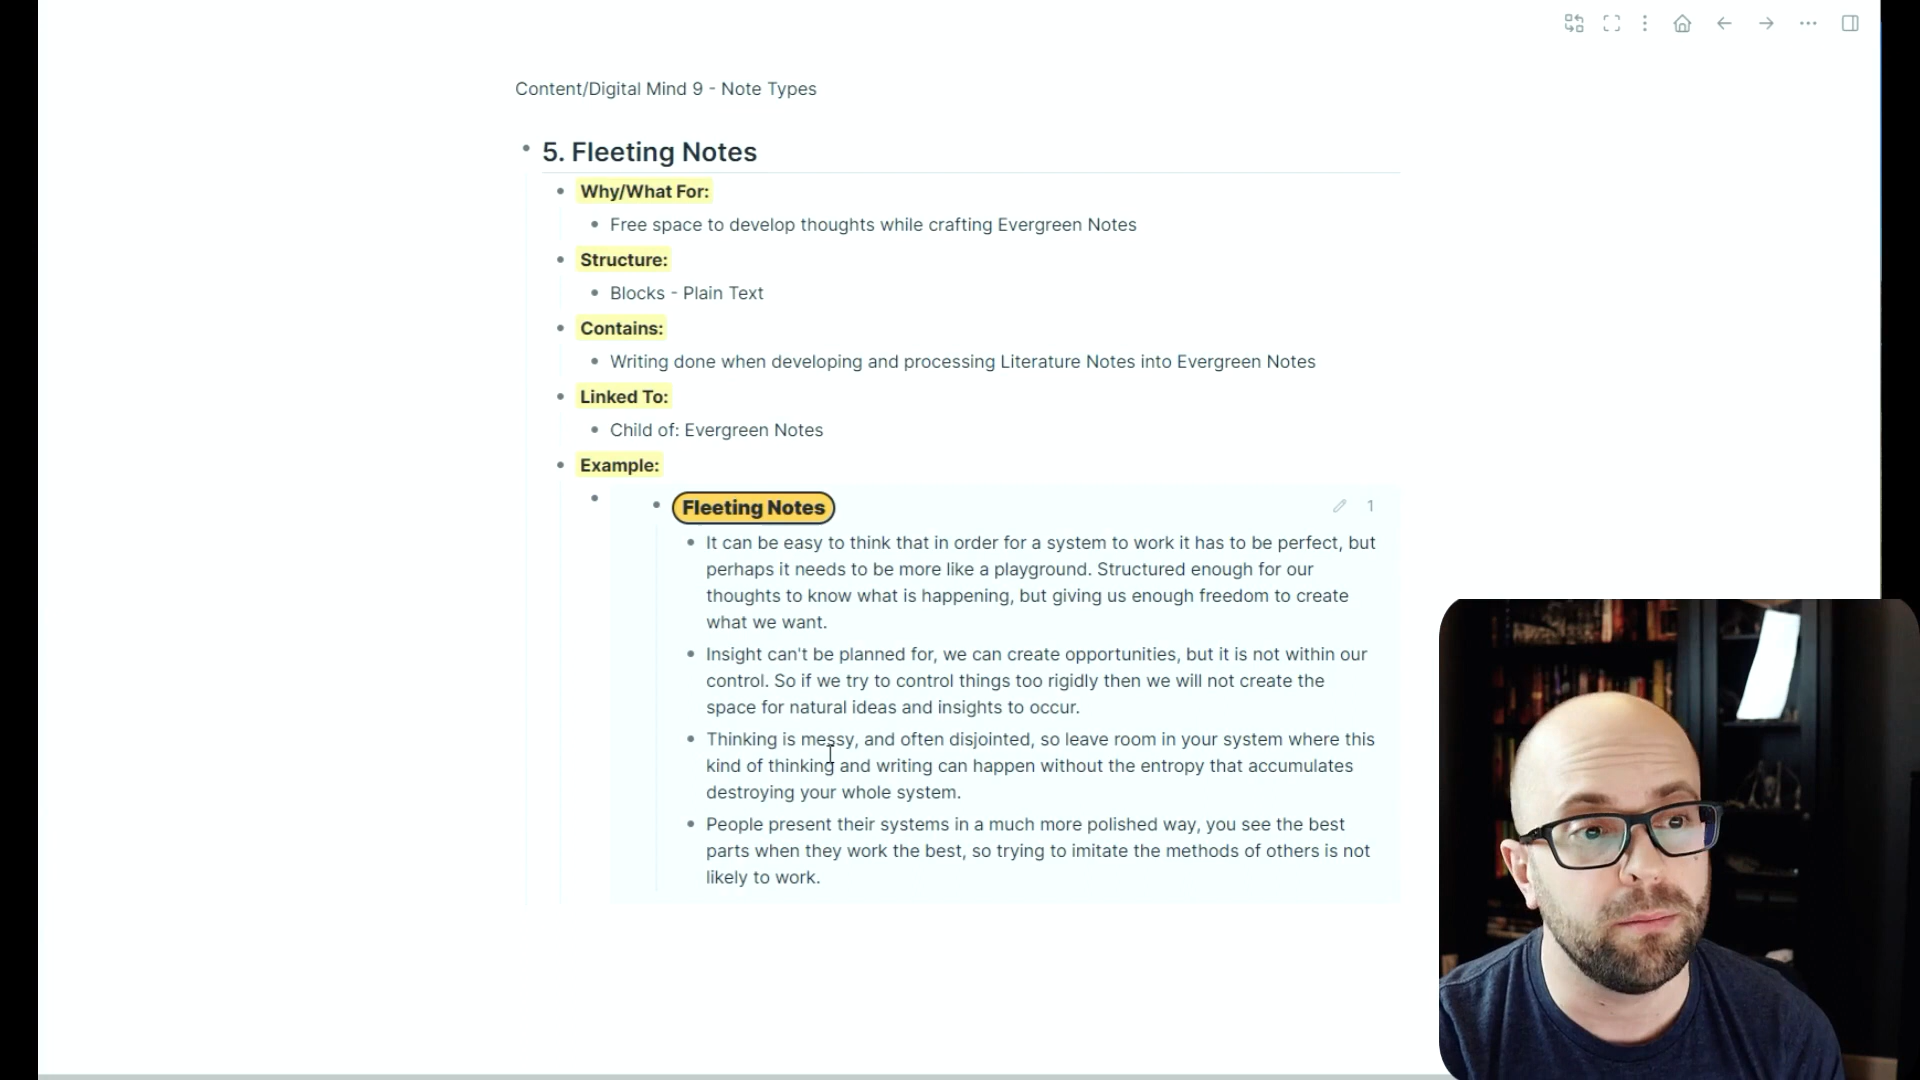 Content/Digital Mind 9 - Note Types
5. Fleeting Notes
Why/What For:
Free space to develop thoughts while crafting Evergreen Notes
Structure:
Blocks - Plain Text
Contains:
Writing done when developing and processing Literature Notes into Evergreen Notes
Linked To:
Child of: Evergreen Notes
Example:
Fleeting Notes
1
It can be easy to think that in order for a system to work it has to be perfect, but
perhaps it needs to be more like a playground. Structured enough for our
thoughts to know what is happening, but giving us enough freedom to create
what we want.
Insight can't be planned for, we can create opportunities, but it is not within our
control. So if we try to control things too rigidly then we will not create the
space for natural ideas and insights to occur.
Thinking is messy, and often disjointed, so leave room in your system where this
kind of thinking and writing can happen without the entropy that accumulates
destroying your whole system.
People present their systems in a much more polished way, you see the best
parts when they work the best, so trying to imitate the methods of others is not
likely to work.